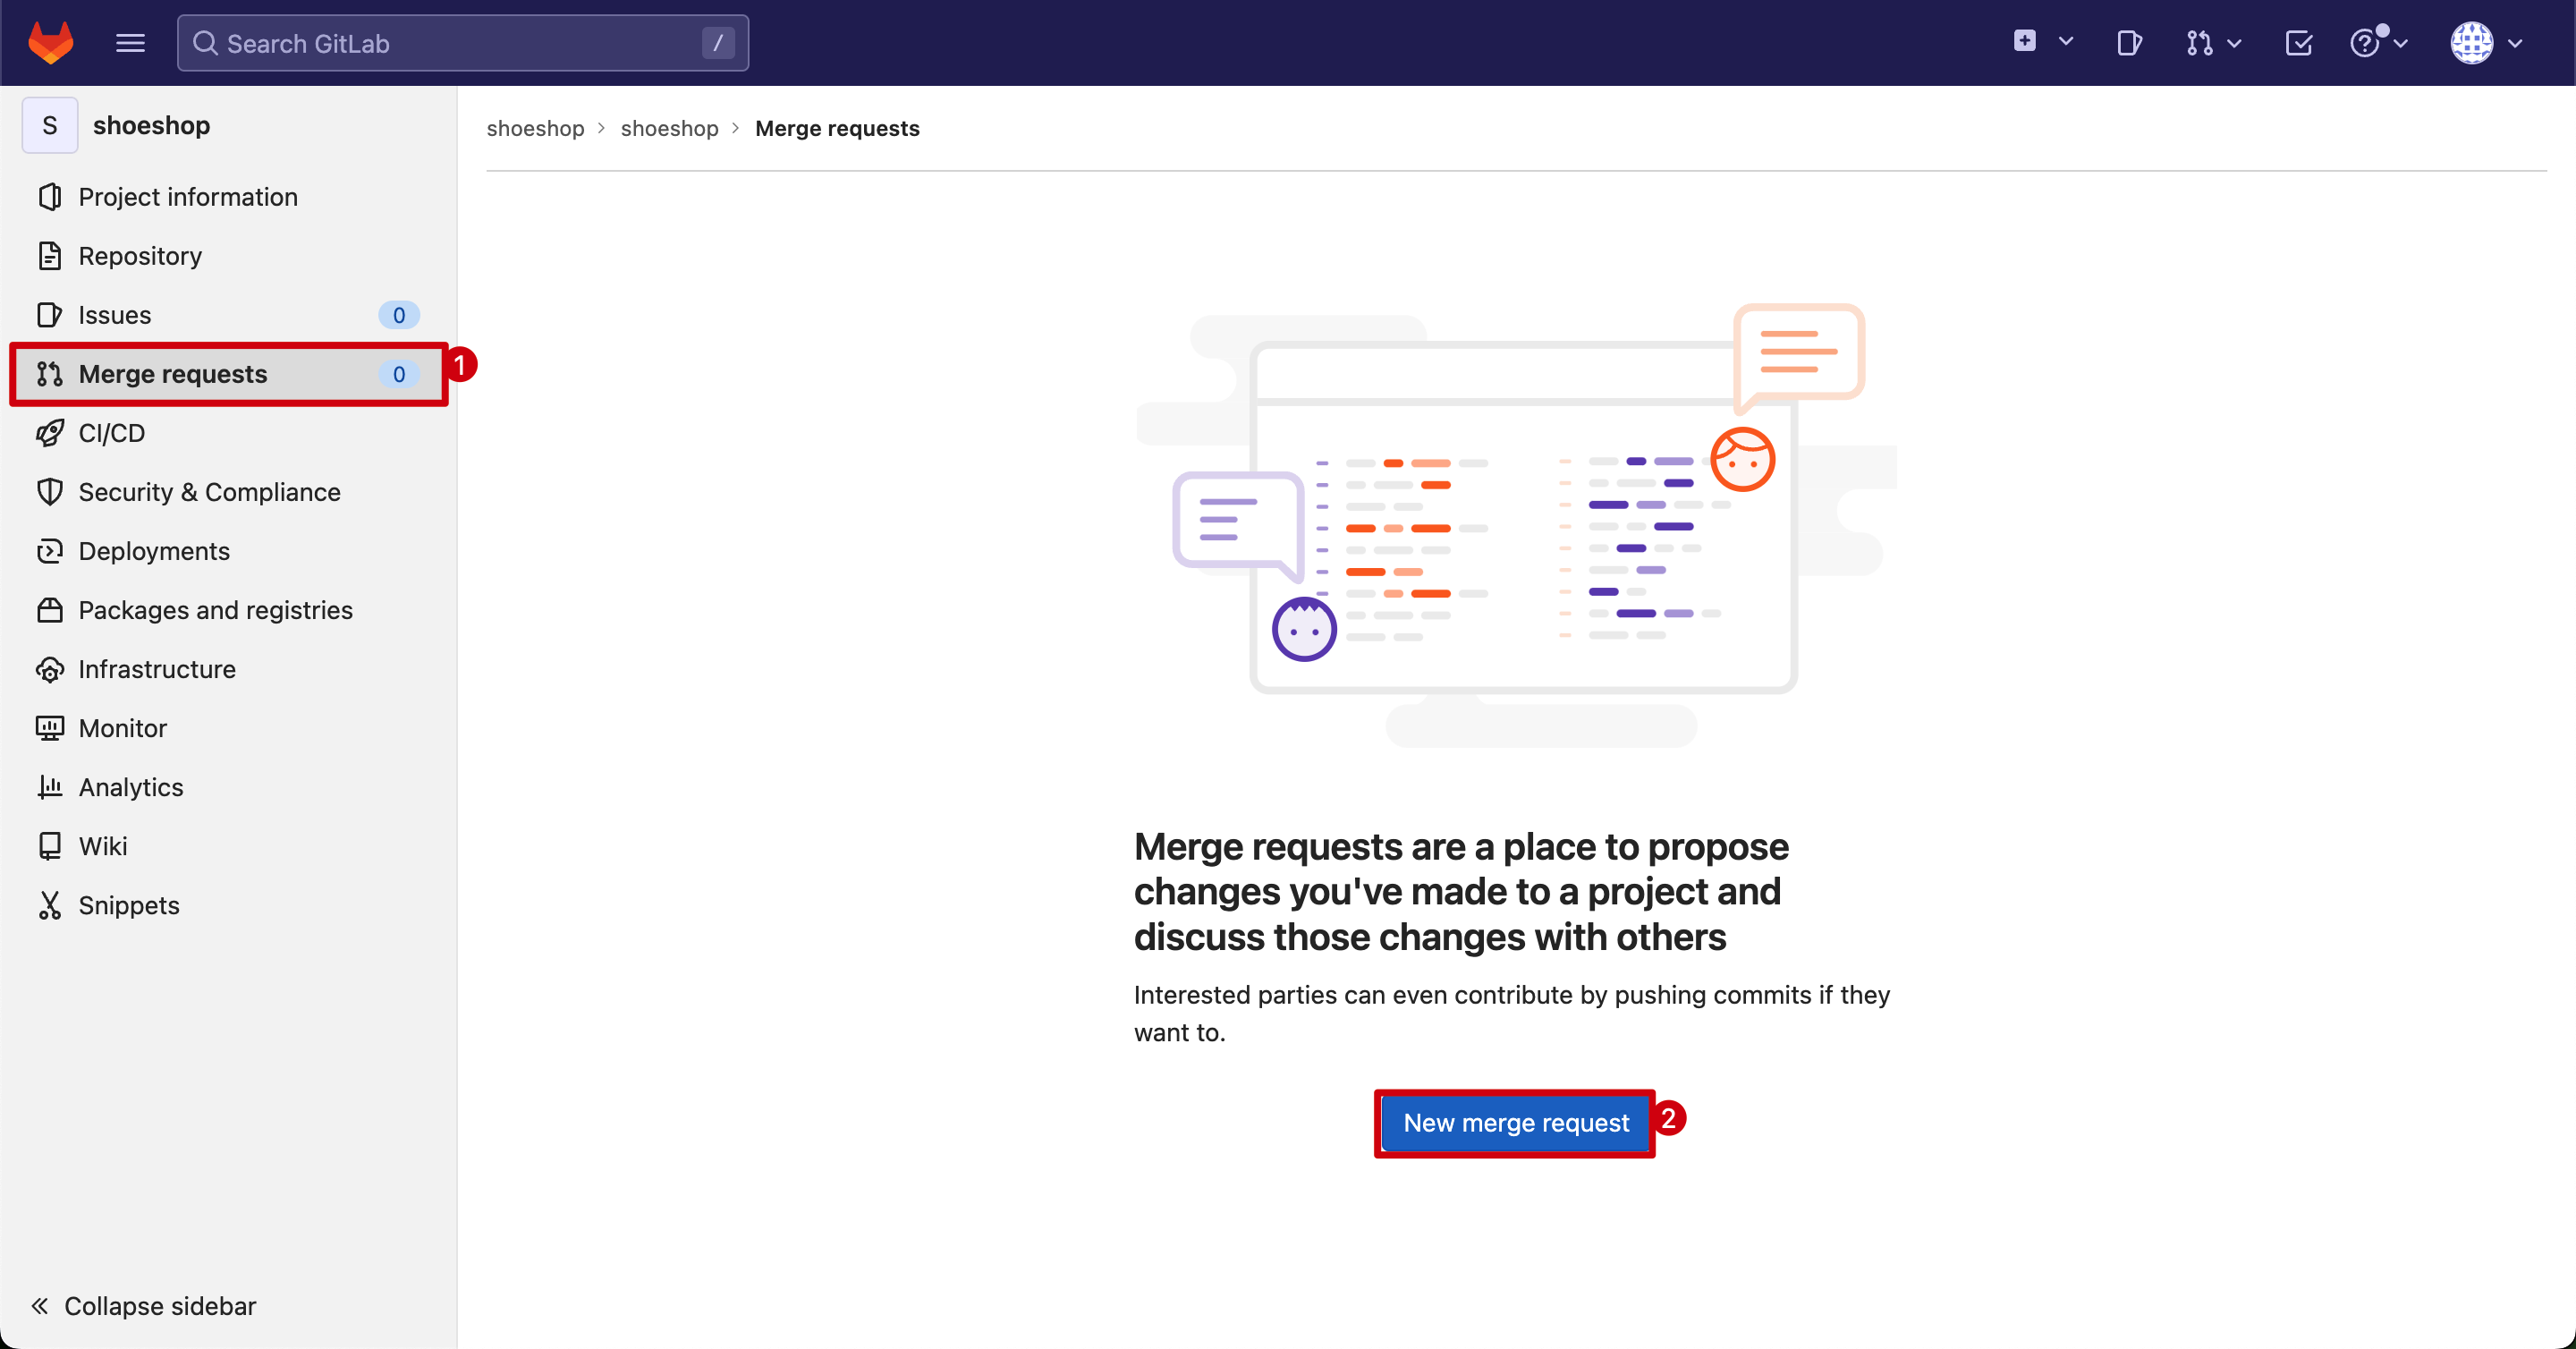 Search GitLab /
S shoeshop
Project information
Repository
Issues 0
Merge requests 0 1
CI/CD
Security & Compliance
Deployments
Packages and registries
Infrastructure
Monitor
Analytics
Wiki
Snippets
Collapse sidebar
shoeshop > shoeshop > Merge requests
Merge requests are a place to propose
changes you've made to a project and
discuss those changes with others
Interested parties can even contribute by pushing commits if they
want to.
New merge request 2